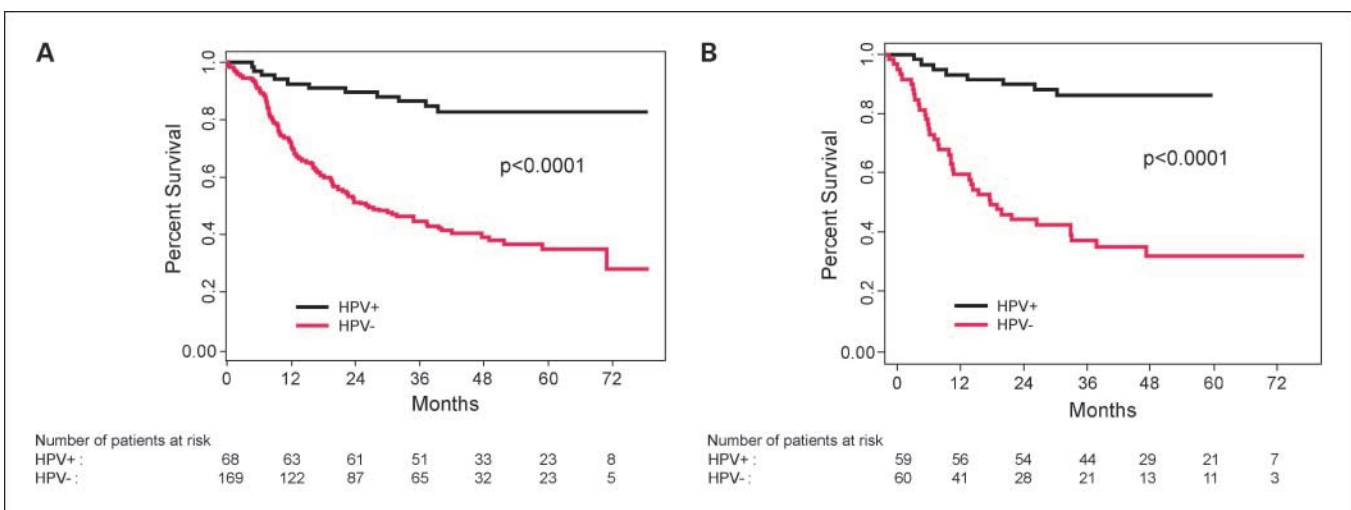 A
Percent Survival
1.0
0.8
0.6
0.4
0.2
0.00
p<0.0001
HPV+
HPV-
0 12 24 36 48 60 72
Months
Number of patients at risk
HPV+ : 68 63 61 51 33 23 8
HPV- : 169 122 87 65 32 23 5
B
Percent Survival
1.0
0.8
0.6
0.4
0.2
0.00
p<0.0001
HPV+
HPV-
0 12 24 36 48 60 72
Months
Number of patients at risk
HPV+ : 59 56 54 44 29 21 7
HPV- : 60 41 28 21 13 11 3